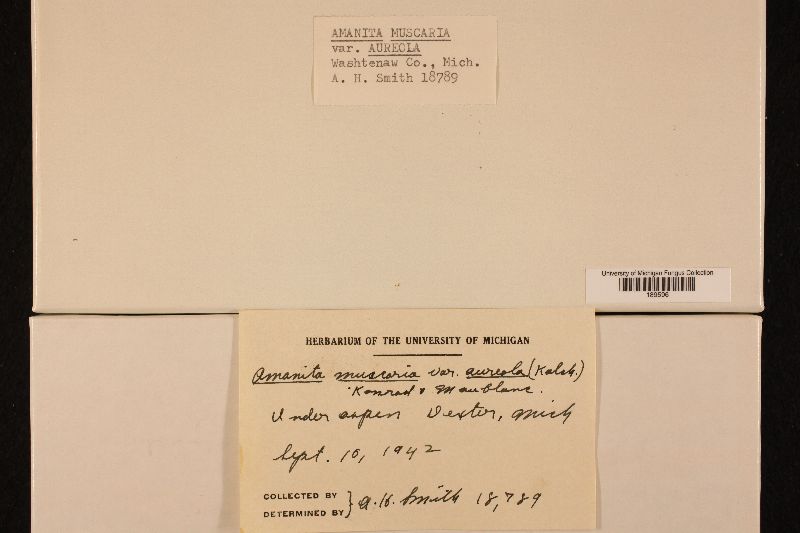 AMANITA MUSCARIA
var. AUREOLA
Washtenaw Co., Mich.
A. H. Smith 18789
University of Michigan Fungus Collection
189596
HERBARIUM OF THE UNIVERSITY OF MICHIGAN
Amanita muscaria var. aureola (Kalch.)
Konrad & Maublanc.
Under aspen Dexter, Mich
Sept. 10, 1942
COLLECTED BY
DETERMINED BY } A. H. Smith 18,789